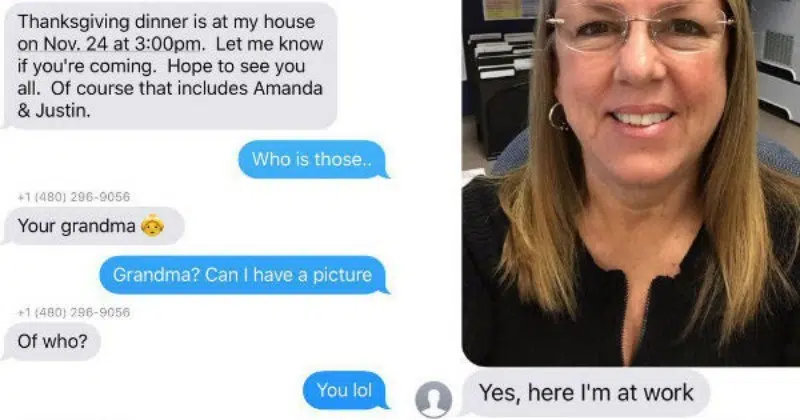 Thanksgiving dinner is at my house
on Nov. 24 at 3:00pm. Let me know
if you're coming. Hope to see you
all. Of course that includes Amanda
& Justin.
Who is those..
+1 (480) 296-9056
Your grandma 👵
Grandma? Can I have a picture
+1 (480) 296-9056
Of who?
You lol
Yes, here I'm at work